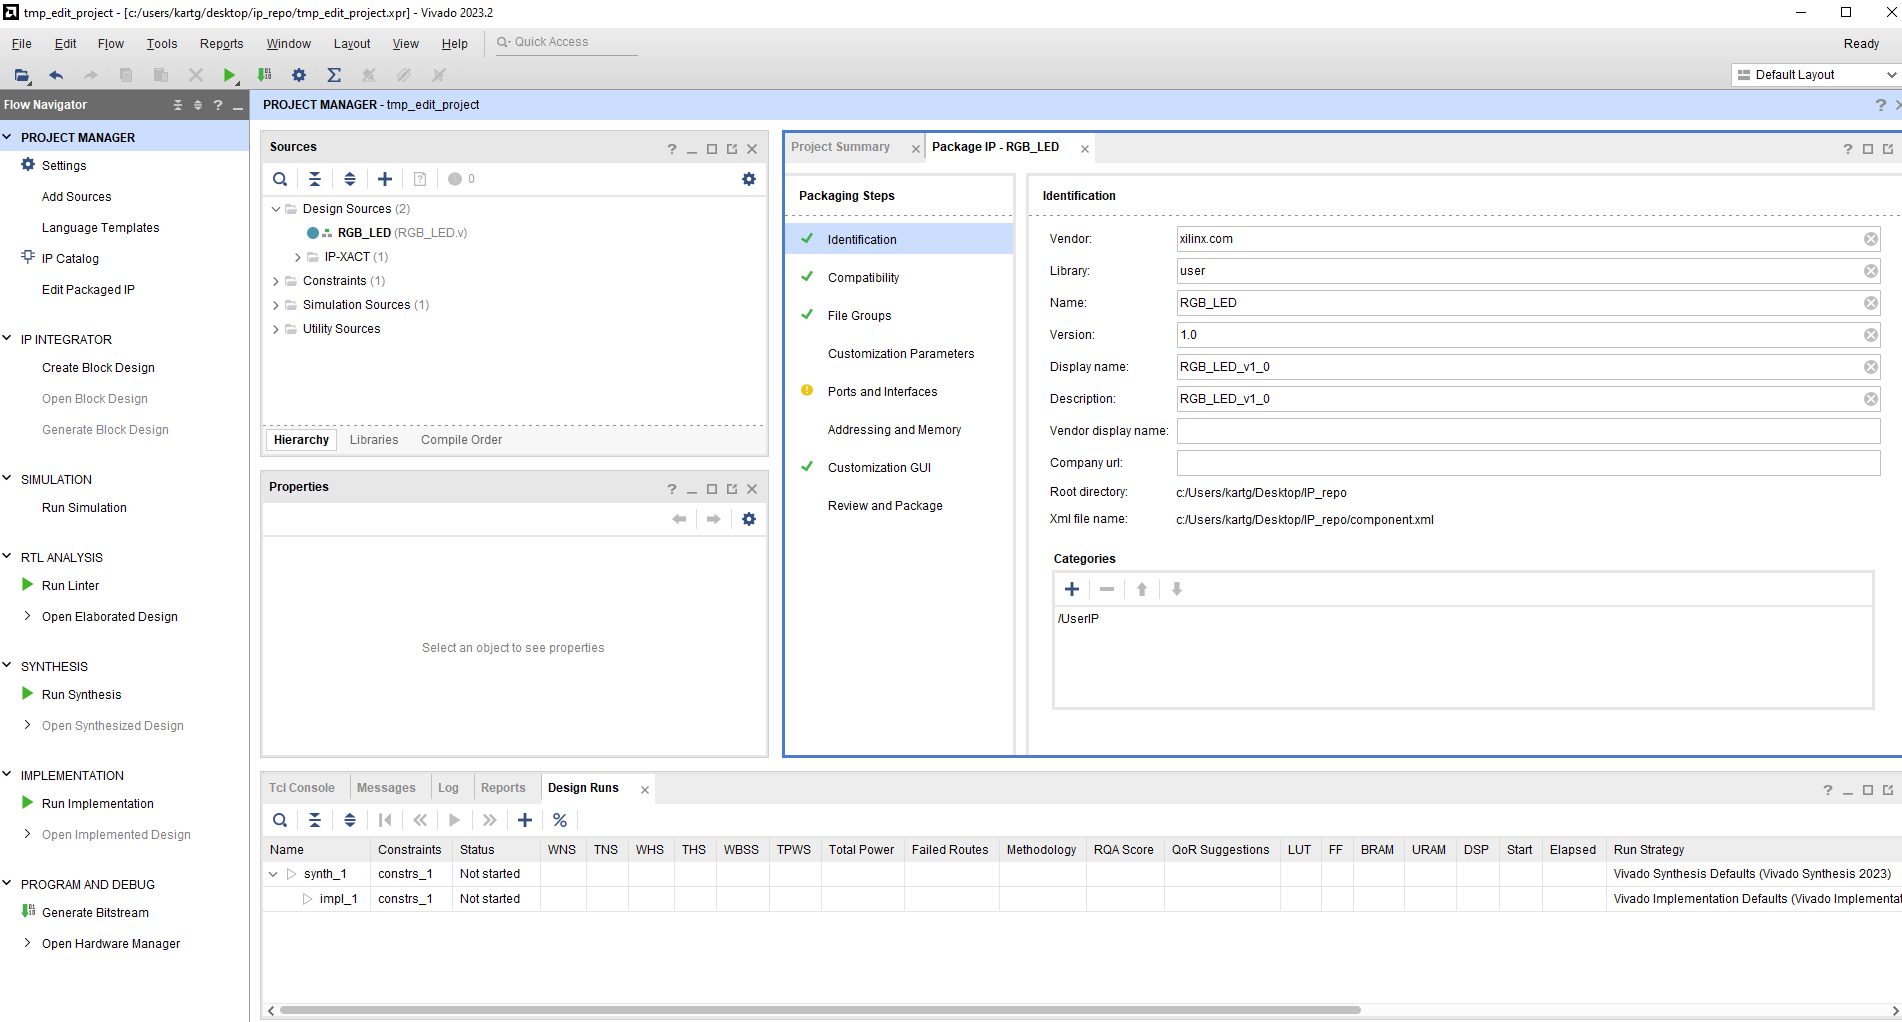 tmp_edit_project - [c:/users/kartg/desktop/ip_repo/tmp_edit_project.xpr] - Vivado 2023.2
File Edit Flow Tools Reports Window Layout View Help Quick Access Ready
Default Layout
Flow Navigator
PROJECT MANAGER - tmp_edit_project
PROJECT MANAGER
Settings
Add Sources
Language Templates
IP Catalog
Edit Packaged IP
IP INTEGRATOR
Create Block Design
Open Block Design
Generate Block Design
SIMULATION
Run Simulation
RTL ANALYSIS
Run Linter
Open Elaborated Design
SYNTHESIS
Run Synthesis
Open Synthesized Design
IMPLEMENTATION
Run Implementation
Open Implemented Design
PROGRAM AND DEBUG
Generate Bitstream
Open Hardware Manager
Sources
0
Design Sources (2)
RGB_LED (RGB_LED.v)
IP-XACT (1)
Constraints (1)
Simulation Sources (1)
Utility Sources
Hierarchy Libraries Compile Order
Properties
Select an object to see properties
Project Summary Package IP - RGB_LED
Packaging Steps
Identification
Compatibility
File Groups
Customization Parameters
Ports and Interfaces
Addressing and Memory
Customization GUI
Review and Package
Identification
Vendor: xilinx.com
Library: user
Name: RGB_LED
Version: 1.0
Display name: RGB_LED_v1_0
Description: RGB_LED_v1_0
Vendor display name:
Company url:
Root directory: c:/Users/kartg/Desktop/IP_repo
Xml file name: c:/Users/kartg/Desktop/IP_repo/component.xml
Categories
/UserIP
Tcl Console Messages Log Reports Design Runs
Name Constraints Status WNS TNS WHS THS WBSS TPWS Total Power Failed Routes Methodology RQA Score QoR Suggestions LUT FF BRAM URAM DSP Start Elapsed Run Strategy
synth_1 constrs_1 Not started Vivado Synthesis Defaults (Vivado Synthesis 2023)
impl_1 constrs_1 Not started Vivado Implementation Defaults (Vivado Implementat